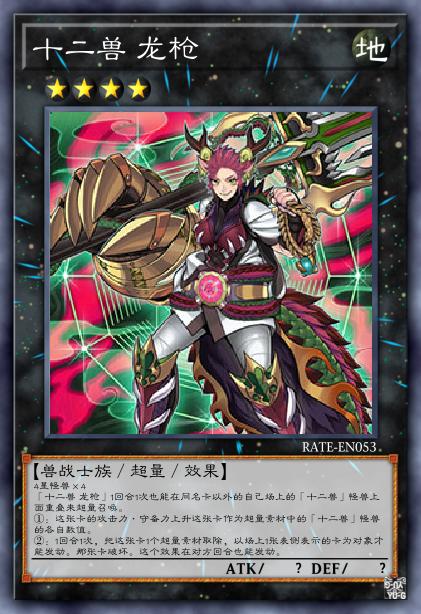 十二兽 龙枪
地
RATE-EN053
【兽战士族／超量／效果】
4星怪兽×4
「十二兽 龙枪」1回合1次也能在同名卡以外的自己场上的「十二兽」怪兽上
面重叠来超量召唤。
①：这张卡的攻击力·守备力上升这张卡作为超量素材中的「十二兽」怪兽
的各自数值。
②：1回合1次，把这张卡1个超量素材取除，以场上1张表侧表示的卡为对象才
能发动。那张卡破坏。这个效果在对方回合也能发动。
ATK/ ? DEF/ ?